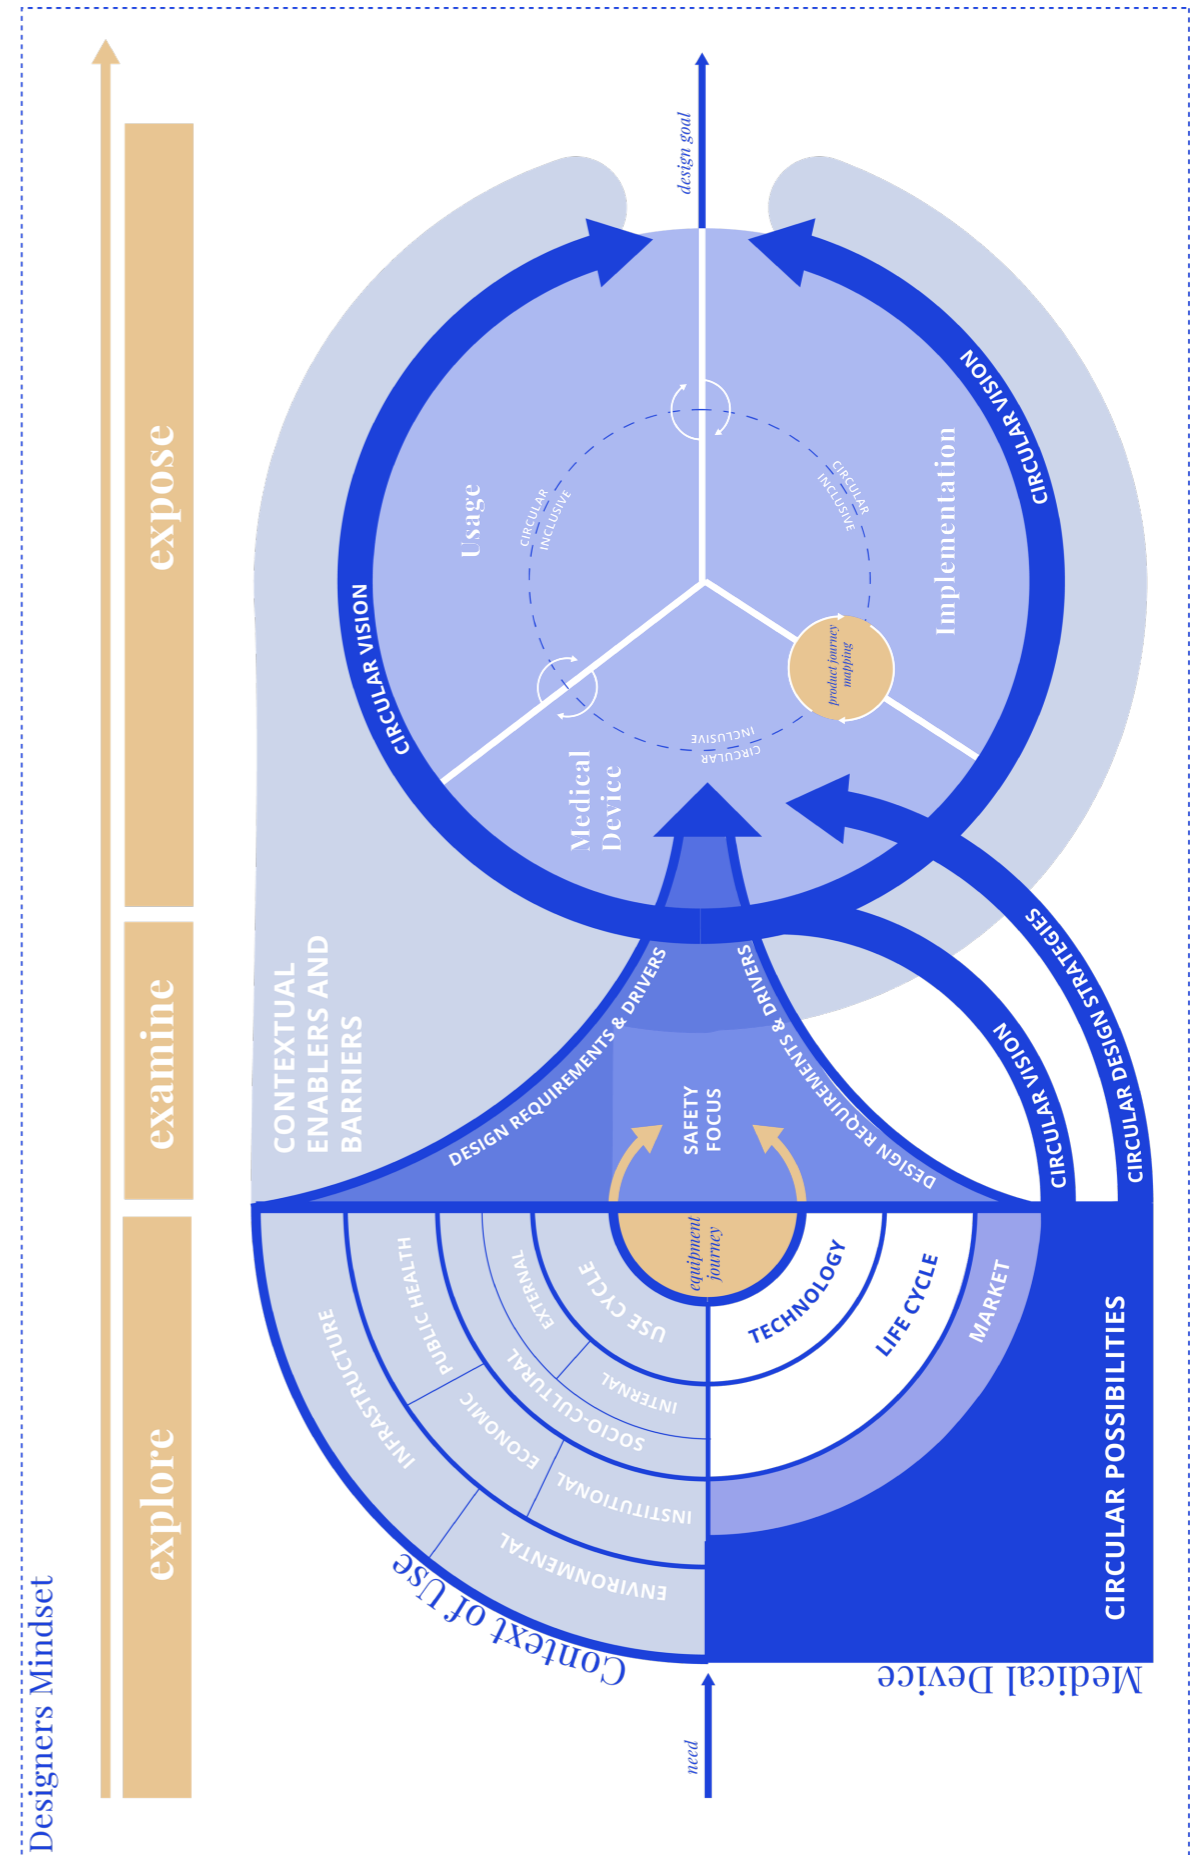 Designers Mindset
explore
examine
expose
need
Context of Use
INFRASTRUCTURE
ENVIRONMENTAL
PUBLIC HEALTH
ECONOMIC
INSTITUTIONAL
SOCIO-CULTURAL
EXTERNAL
INTERNAL
USE CYCLE
equipment
journey
TECHNOLOGY
LIFE CYCLE
MARKET
CIRCULAR POSSIBILITIES
Medical Device
CONTEXTUAL
ENABLERS AND
BARRIERS
DESIGN REQUIREMENTS & DRIVERS
SAFETY
FOCUS
DESIGN REQUIREMENTS & DRIVERS
CIRCULAR VISION
CIRCULAR DESIGN STRATEGIES
CIRCULAR VISION
Medical
Device
CIRCULAR
INCLUSIVE
Usage
CIRCULAR
INCLUSIVE
product journey
mapping
Implementation
CIRCULAR
INCLUSIVE
CIRCULAR VISION
design goal